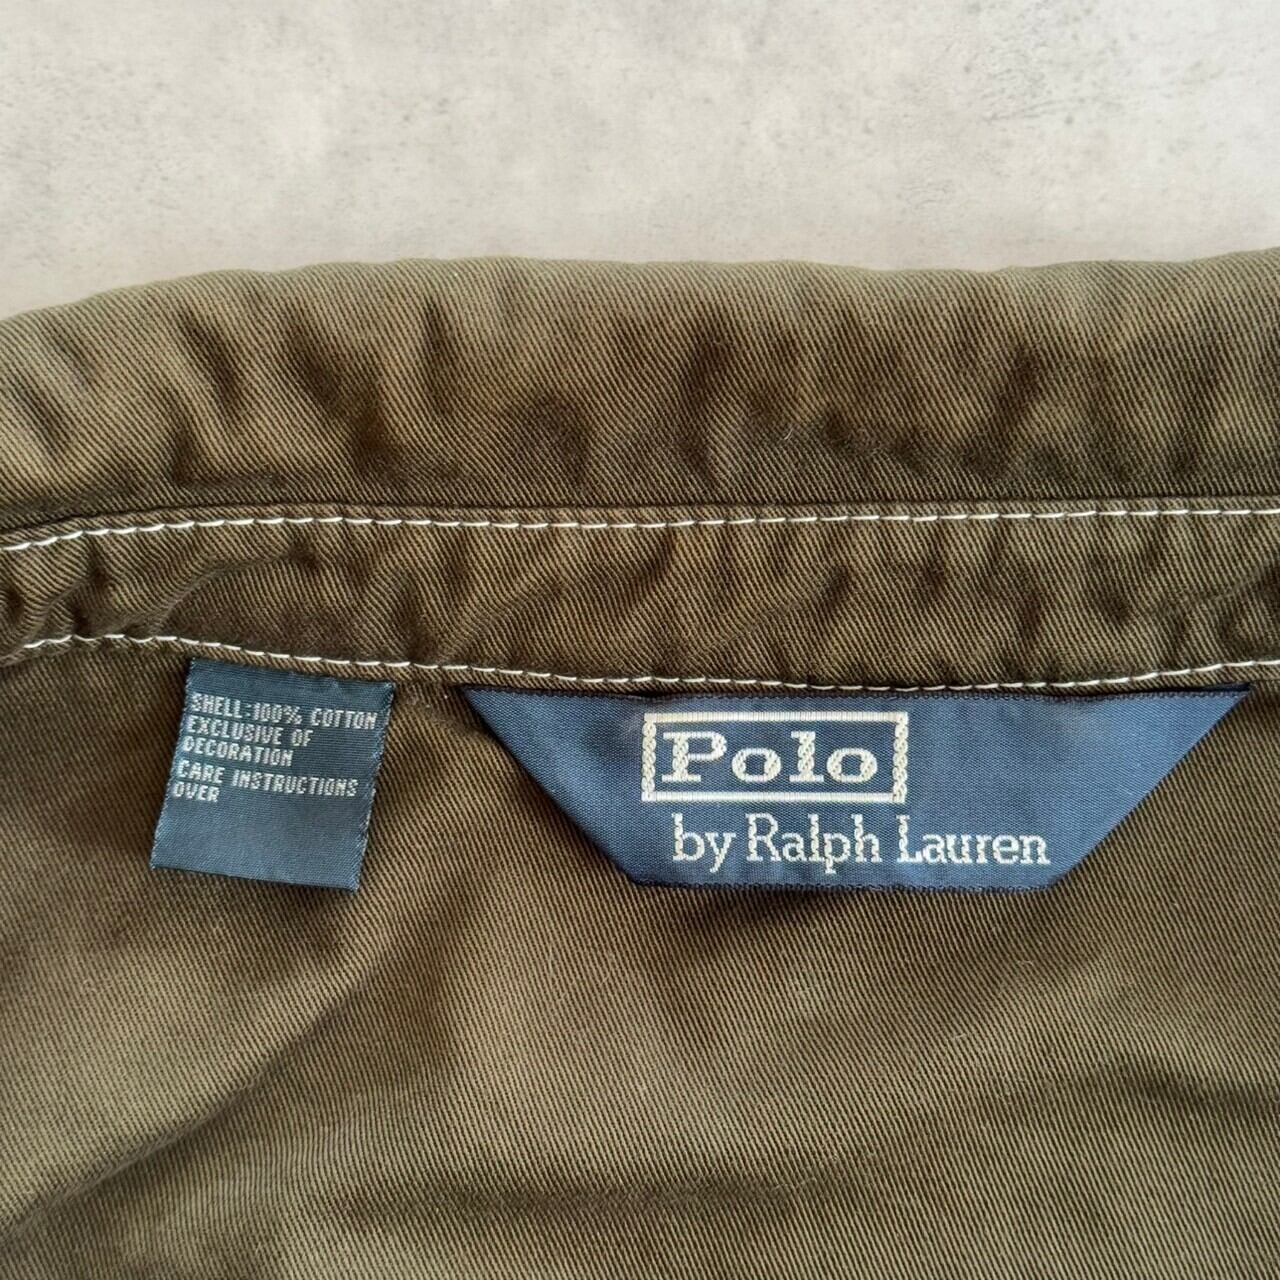 SHELL:100% COTTON
EXCLUSIVE OF
DECORATION
CARE INSTRUCTIONS
OVER
Polo
by Ralph Lauren